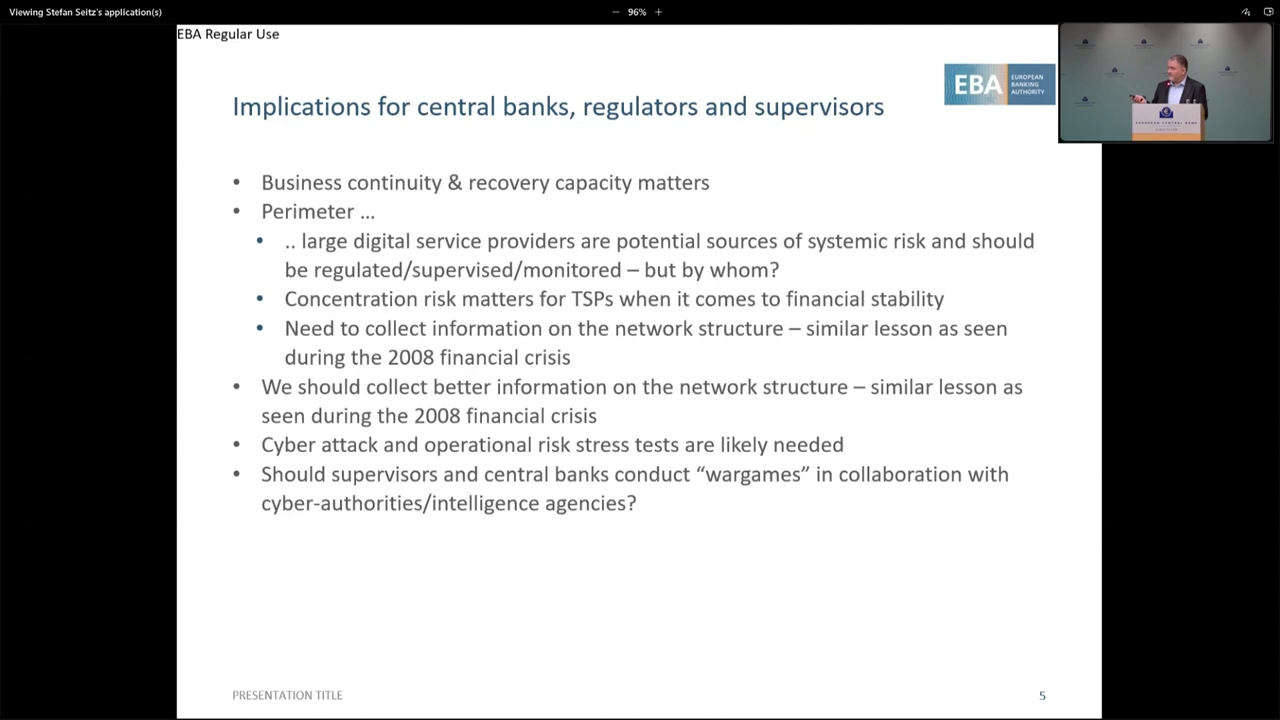 Viewing Stefan Seitz's application(s)
96%
EBA Regular Use
EBA EUROPEAN BANKING AUTHORITY
Implications for central banks, regulators and supervisors
• Business continuity & recovery capacity matters
• Perimeter ...
• .. large digital service providers are potential sources of systemic risk and should
be regulated/supervised/monitored – but by whom?
• Concentration risk matters for TSPs when it comes to financial stability
• Need to collect information on the network structure – similar lesson as seen
during the 2008 financial crisis
• We should collect better information on the network structure – similar lesson as
seen during the 2008 financial crisis
• Cyber attack and operational risk stress tests are likely needed
• Should supervisors and central banks conduct “wargames” in collaboration with
cyber-authorities/intelligence agencies?
PRESENTATION TITLE
5
EUROPEAN CENTRAL BANK